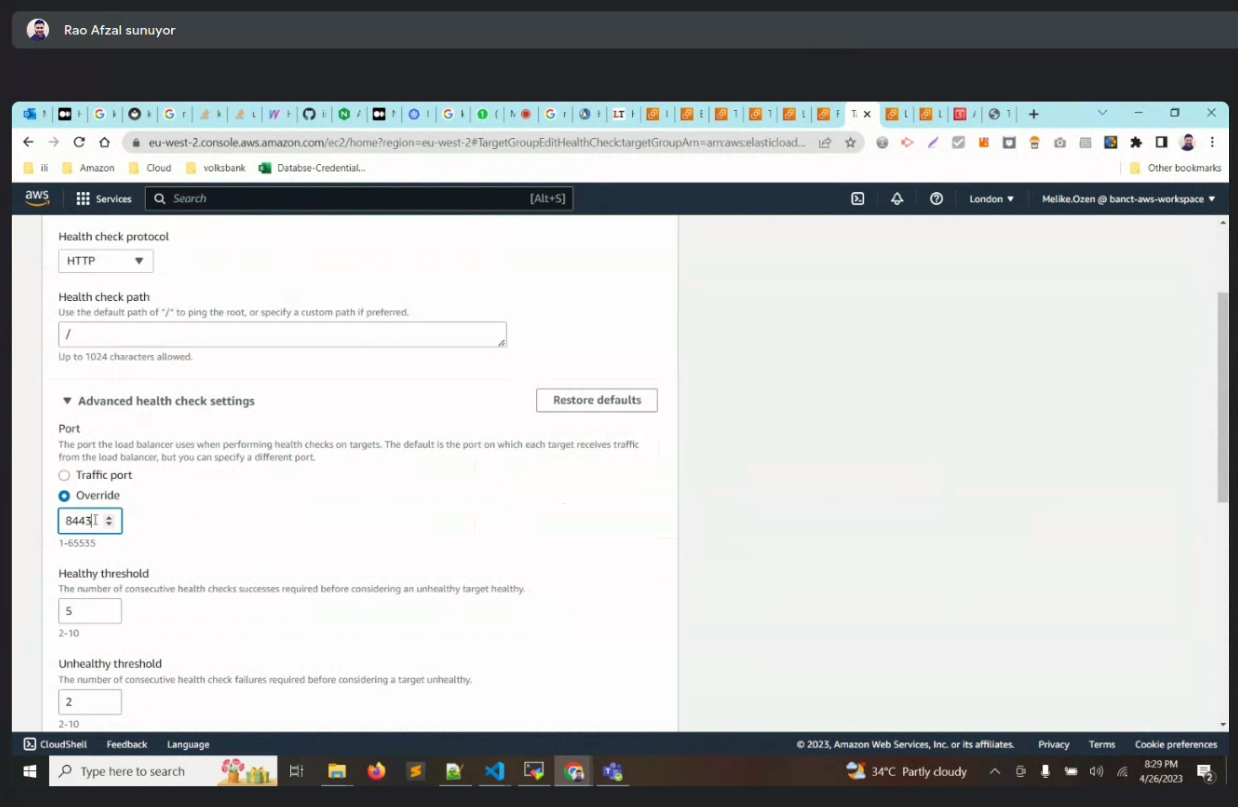 Rao Afzal sunuyor
eu-west-2.console.aws.amazon.com/ec2/home?region=eu-west-2#TargetGroupEditHealthCheck:targetGroupArn=arn:aws:elasticload...
ili Amazon Cloud volksbank Databse-Credential... Other bookmarks
aws Services Search [Alt+S] London Melike.Ozen @ banct-aws-workspace
Health check protocol
HTTP
Health check path
Use the default path of "/" to ping the root, or specify a custom path if preferred.
/
Up to 1024 characters allowed.
Advanced health check settings Restore defaults
Port
The port the load balancer uses when performing health checks on targets. The default is the port on which each target receives traffic
from the load balancer, but you can specify a different port.
Traffic port
Override
8443
1-65535
Healthy threshold
The number of consecutive health checks successes required before considering an unhealthy target healthy.
5
2-10
Unhealthy threshold
The number of consecutive health check failures required before considering a target unhealthy.
2
2-10
CloudShell Feedback Language © 2023, Amazon Web Services, Inc. or its affiliates. Privacy Terms Cookie preferences
Type here to search 34°C Partly cloudy 8:29 PM
4/26/2023 2